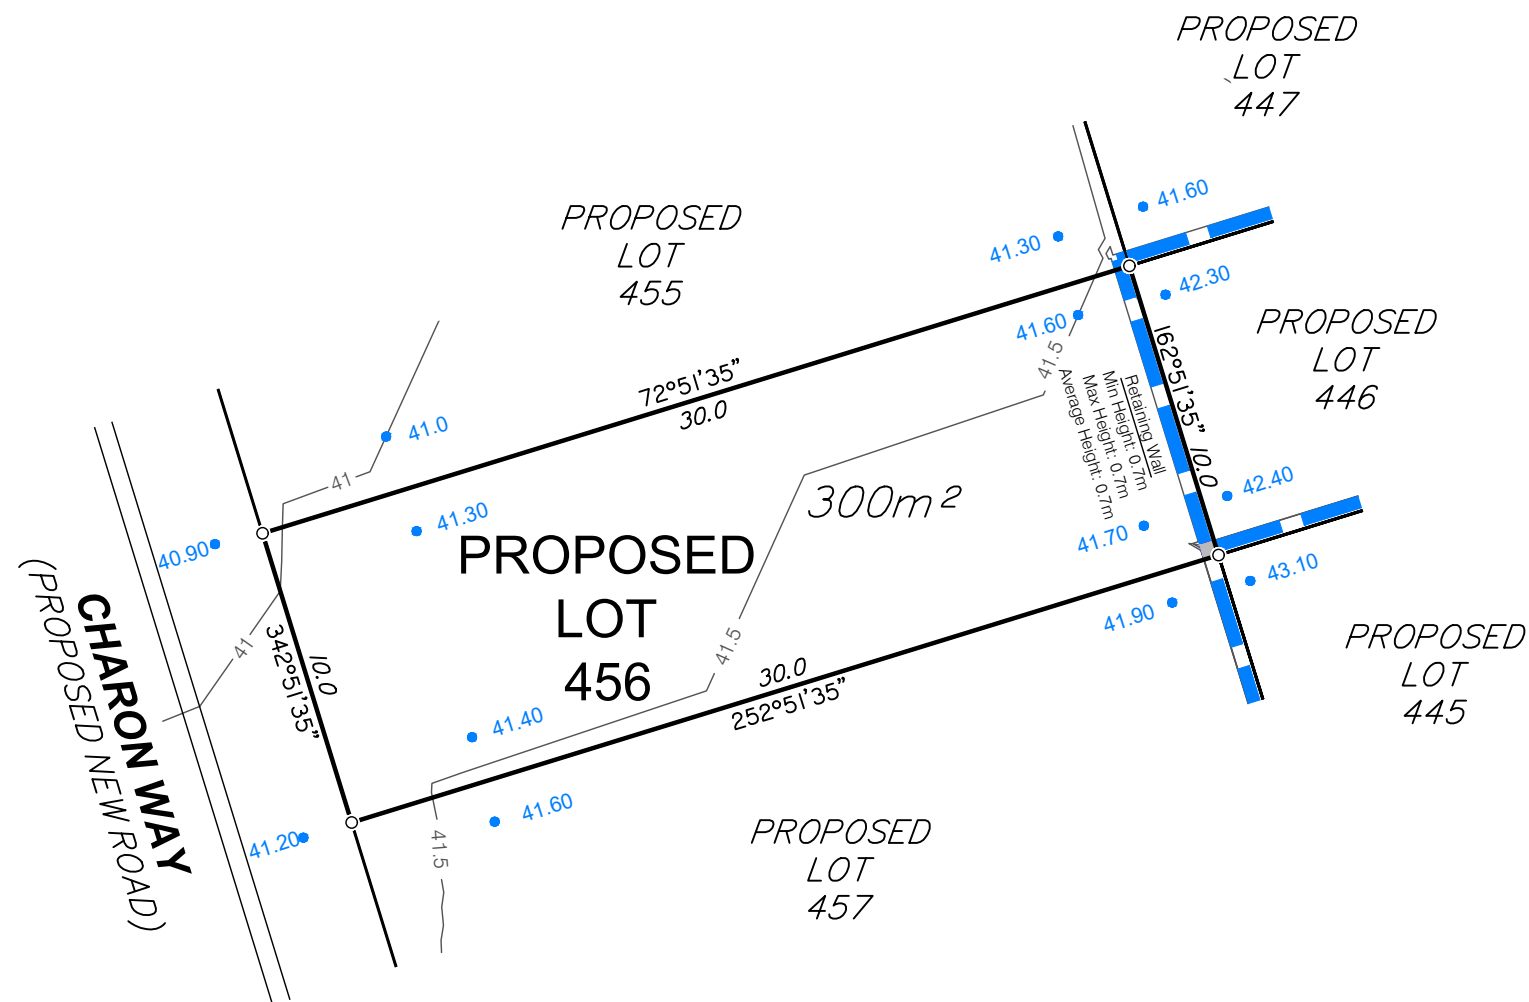 PROPOSED
LOT
447
41.60
PROPOSED
LOT
455
41.30
42.30
41.60
PROPOSED
LOT
446
41.5
162°51'35"
10.0
72°51'35"
30.0
Retaining Wall
Min Height: 0.7m
Max Height: 0.7m
Average Height: 0.7m
41.0
41
300m²
42.40
41.30
41.70
40.90
PROPOSED
LOT
456
43.10
41.90
CHARON WAY
(PROPOSED NEW ROAD)
41
342°51'35"
10.0
41.5
30.0
252°51'35"
PROPOSED
LOT
445
41.40
41.60
41.20
41.5
PROPOSED
LOT
457